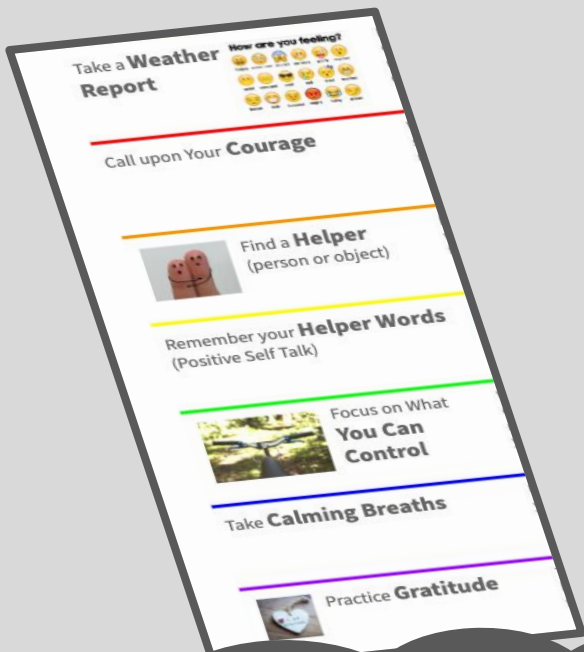 Take a Weather
Report
How are you feeling?
Call upon Your Courage
Find a Helper
(person or object)
Remember your Helper Words
(Positive Self Talk)
Focus on What
You Can
Control
Take Calming Breaths
Practice Gratitude